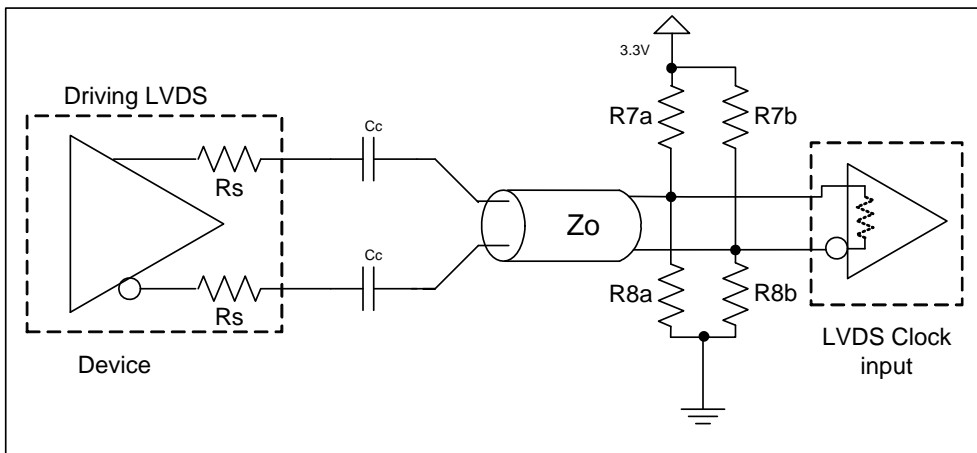 3.3V
Driving LVDS
R7a
R7b
Cc
Rs
Zo
Cc
Rs
R8a
R8b
LVDS Clock
input
Device